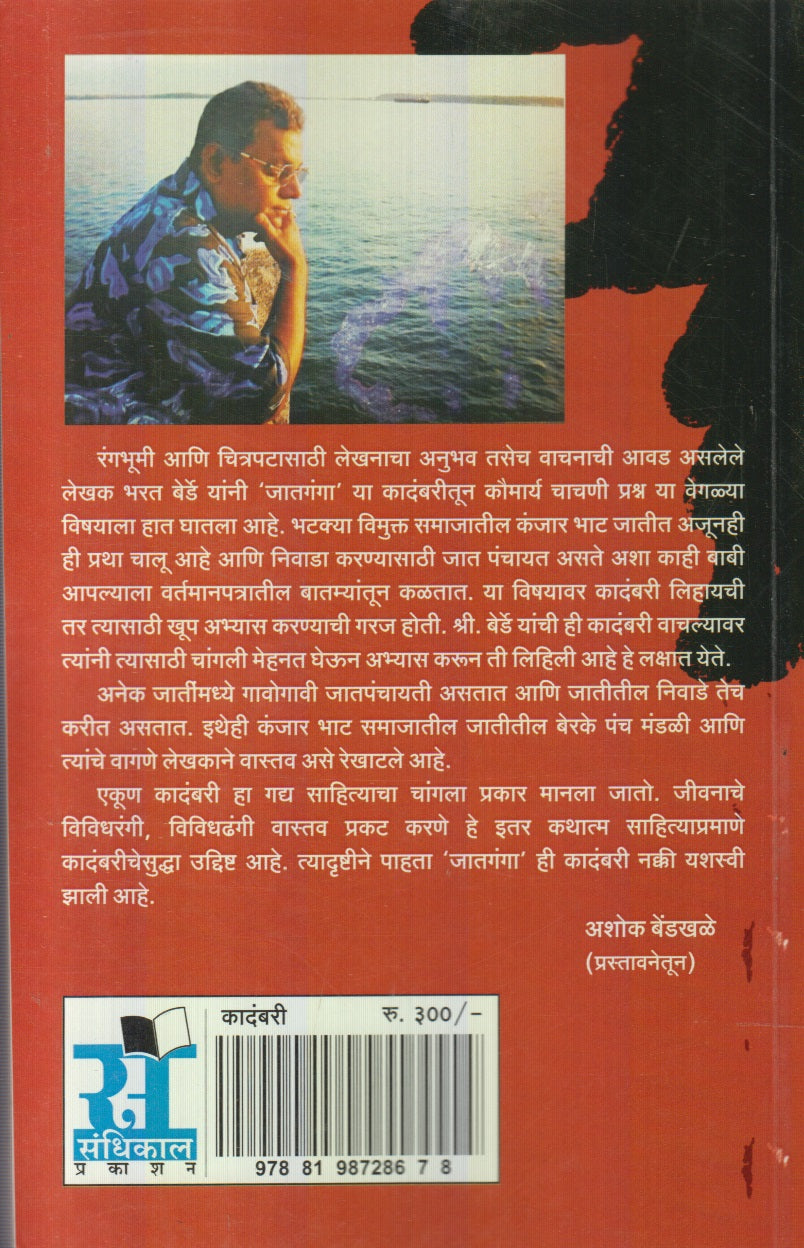 रंगभूमी आणि चित्रपटासाठी लेखनाचा अनुभव तसेच वाचनाची आवड असलेले
लेखक भरत बेर्डे यांनी ‘जातगंगा’ या कादंबरीतून कौमार्य चाचणी प्रश्न या वेगळ्या
विषयाला हात घातला आहे. भटक्या विमुक्त समाजातील कंजार भाट जातीत अजूनही
ही प्रथा चालू आहे आणि निवाडा करण्यासाठी जात पंचायत असते अशा काही बाबी
आपल्याला वर्तमानपत्रातील बातम्यांतून कळतात. या विषयावर कादंबरी लिहायची
तर त्यासाठी खूप अभ्यास करण्याची गरज होती. श्री. बेर्डे यांची ही कादंबरी वाचल्यावर
त्यांनी त्यासाठी चांगली मेहनत घेऊन अभ्यास करून ती लिहिली आहे हे लक्षात येते.
अनेक जातींमध्ये गावोगावी जातपंचायती असतात आणि जातीतील निवाडे तेच
करीत असतात. इथेही कंजार भाट समाजातील जातीतील बेरके पंच मंडळी आणि
त्यांचे वागणे लेखकाने वास्तव असे रेखाटले आहे.
एकूण कादंबरी हा गद्य साहित्याचा चांगला प्रकार मानला जातो. जीवनाचे
विविधरंगी, विविधढंगी वास्तव प्रकट करणे हे इतर कथात्म साहित्याप्रमाणे
कादंबरीचेसुद्धा उद्दिष्ट आहे. त्यादृष्टीने पाहता ‘जातगंगा’ ही कादंबरी नक्की यशस्वी
झाली आहे.
अशोक बेंडखळे
(प्रस्तावनेतून)
कादंबरी रु. ३००/-
संधिकाल
प्रकाशन
978 81 987286 7 8